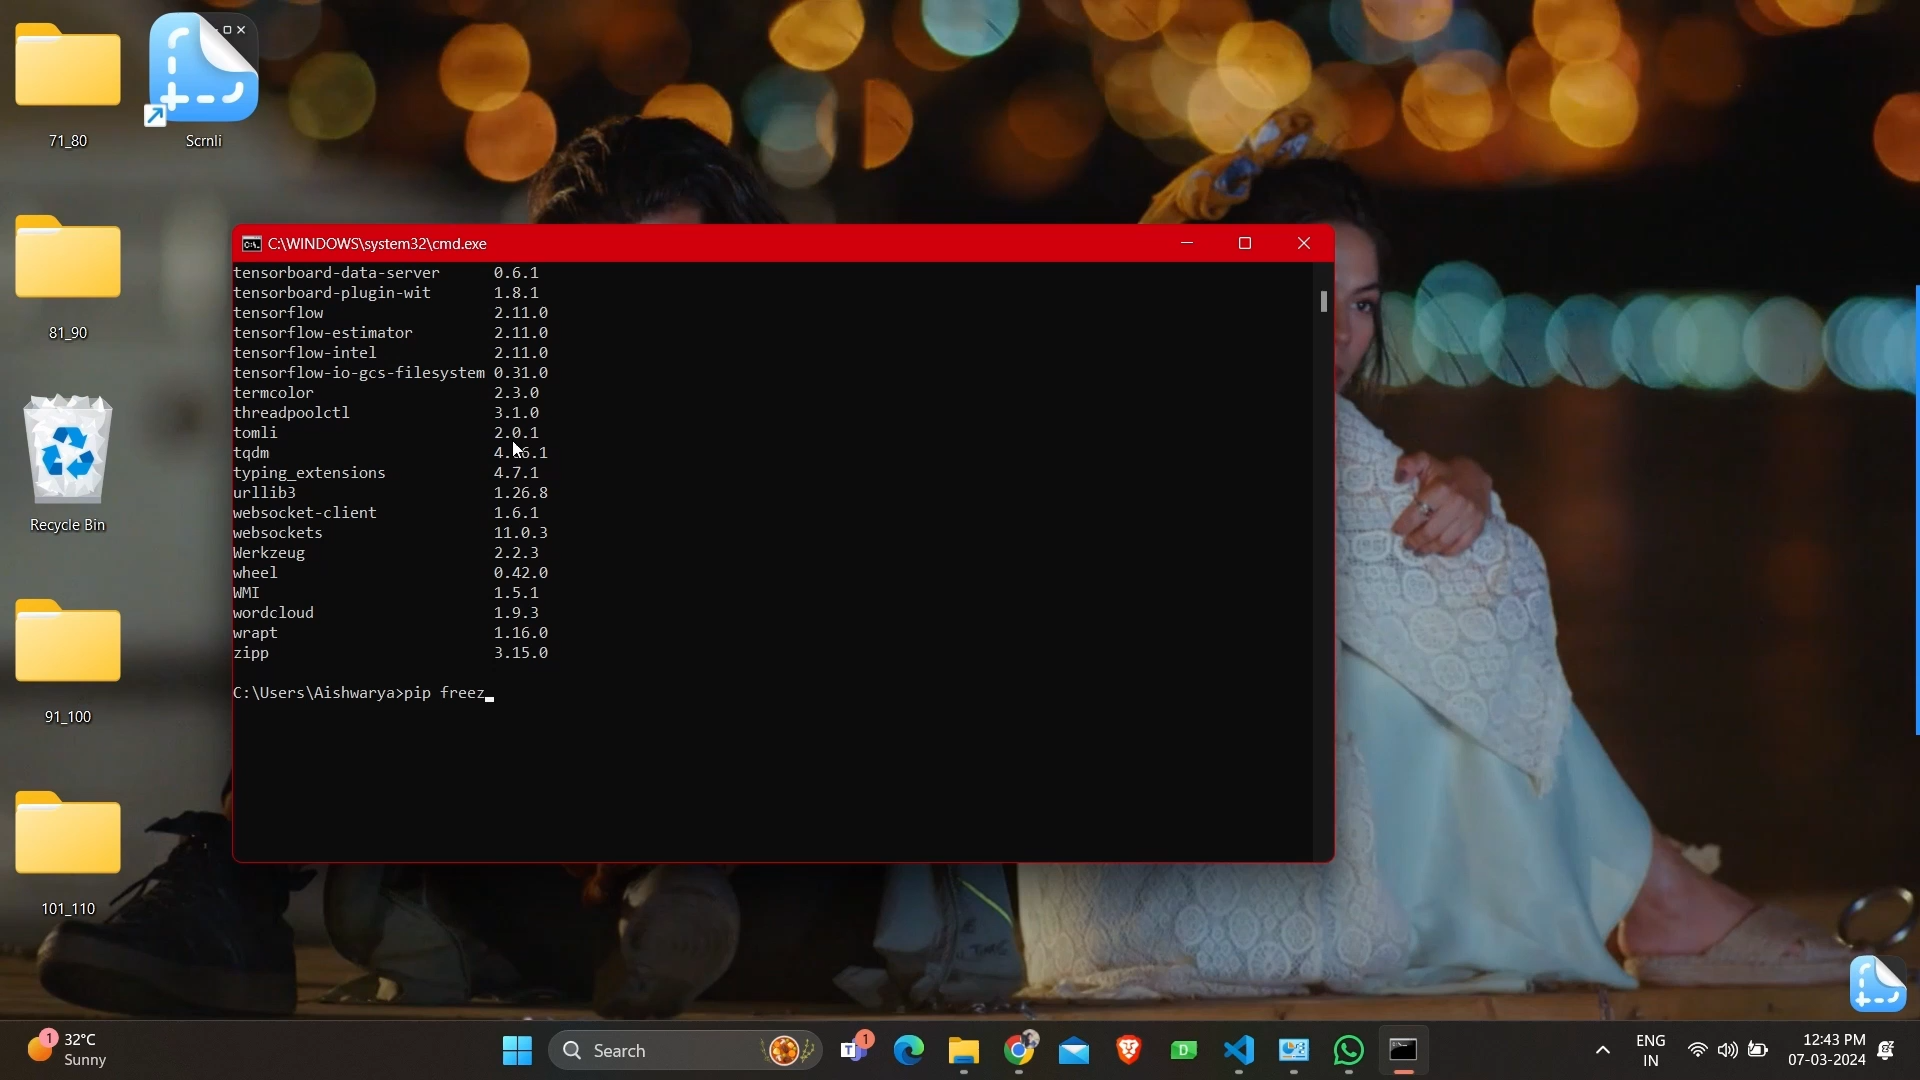 71_80
Scrnli
81_90
Recycle Bin
91_100
101_110
C:\WINDOWS\system32\cmd.exe
tensorboard-data-server 0.6.1
tensorboard-plugin-wit 1.8.1
tensorflow 2.11.0
tensorflow-estimator 2.11.0
tensorflow-intel 2.11.0
tensorflow-io-gcs-filesystem 0.31.0
termcolor 2.3.0
threadpoolctl 3.1.0
tomli 2.0.1
tqdm
typing_extensions 4.7.1
urllib3 1.26.8
websocket-client 1.6.1
websockets 11.0.3
Werkzeug 2.2.3
wheel 0.42.0
WMI 1.5.1
wordcloud 1.9.3
wrapt 1.16.0
zipp 3.15.0
C:\Users\Aishwarya>pip freez
1
32°C
Sunny
Search
1
ENG
IN
12:43 PM
07-03-2024